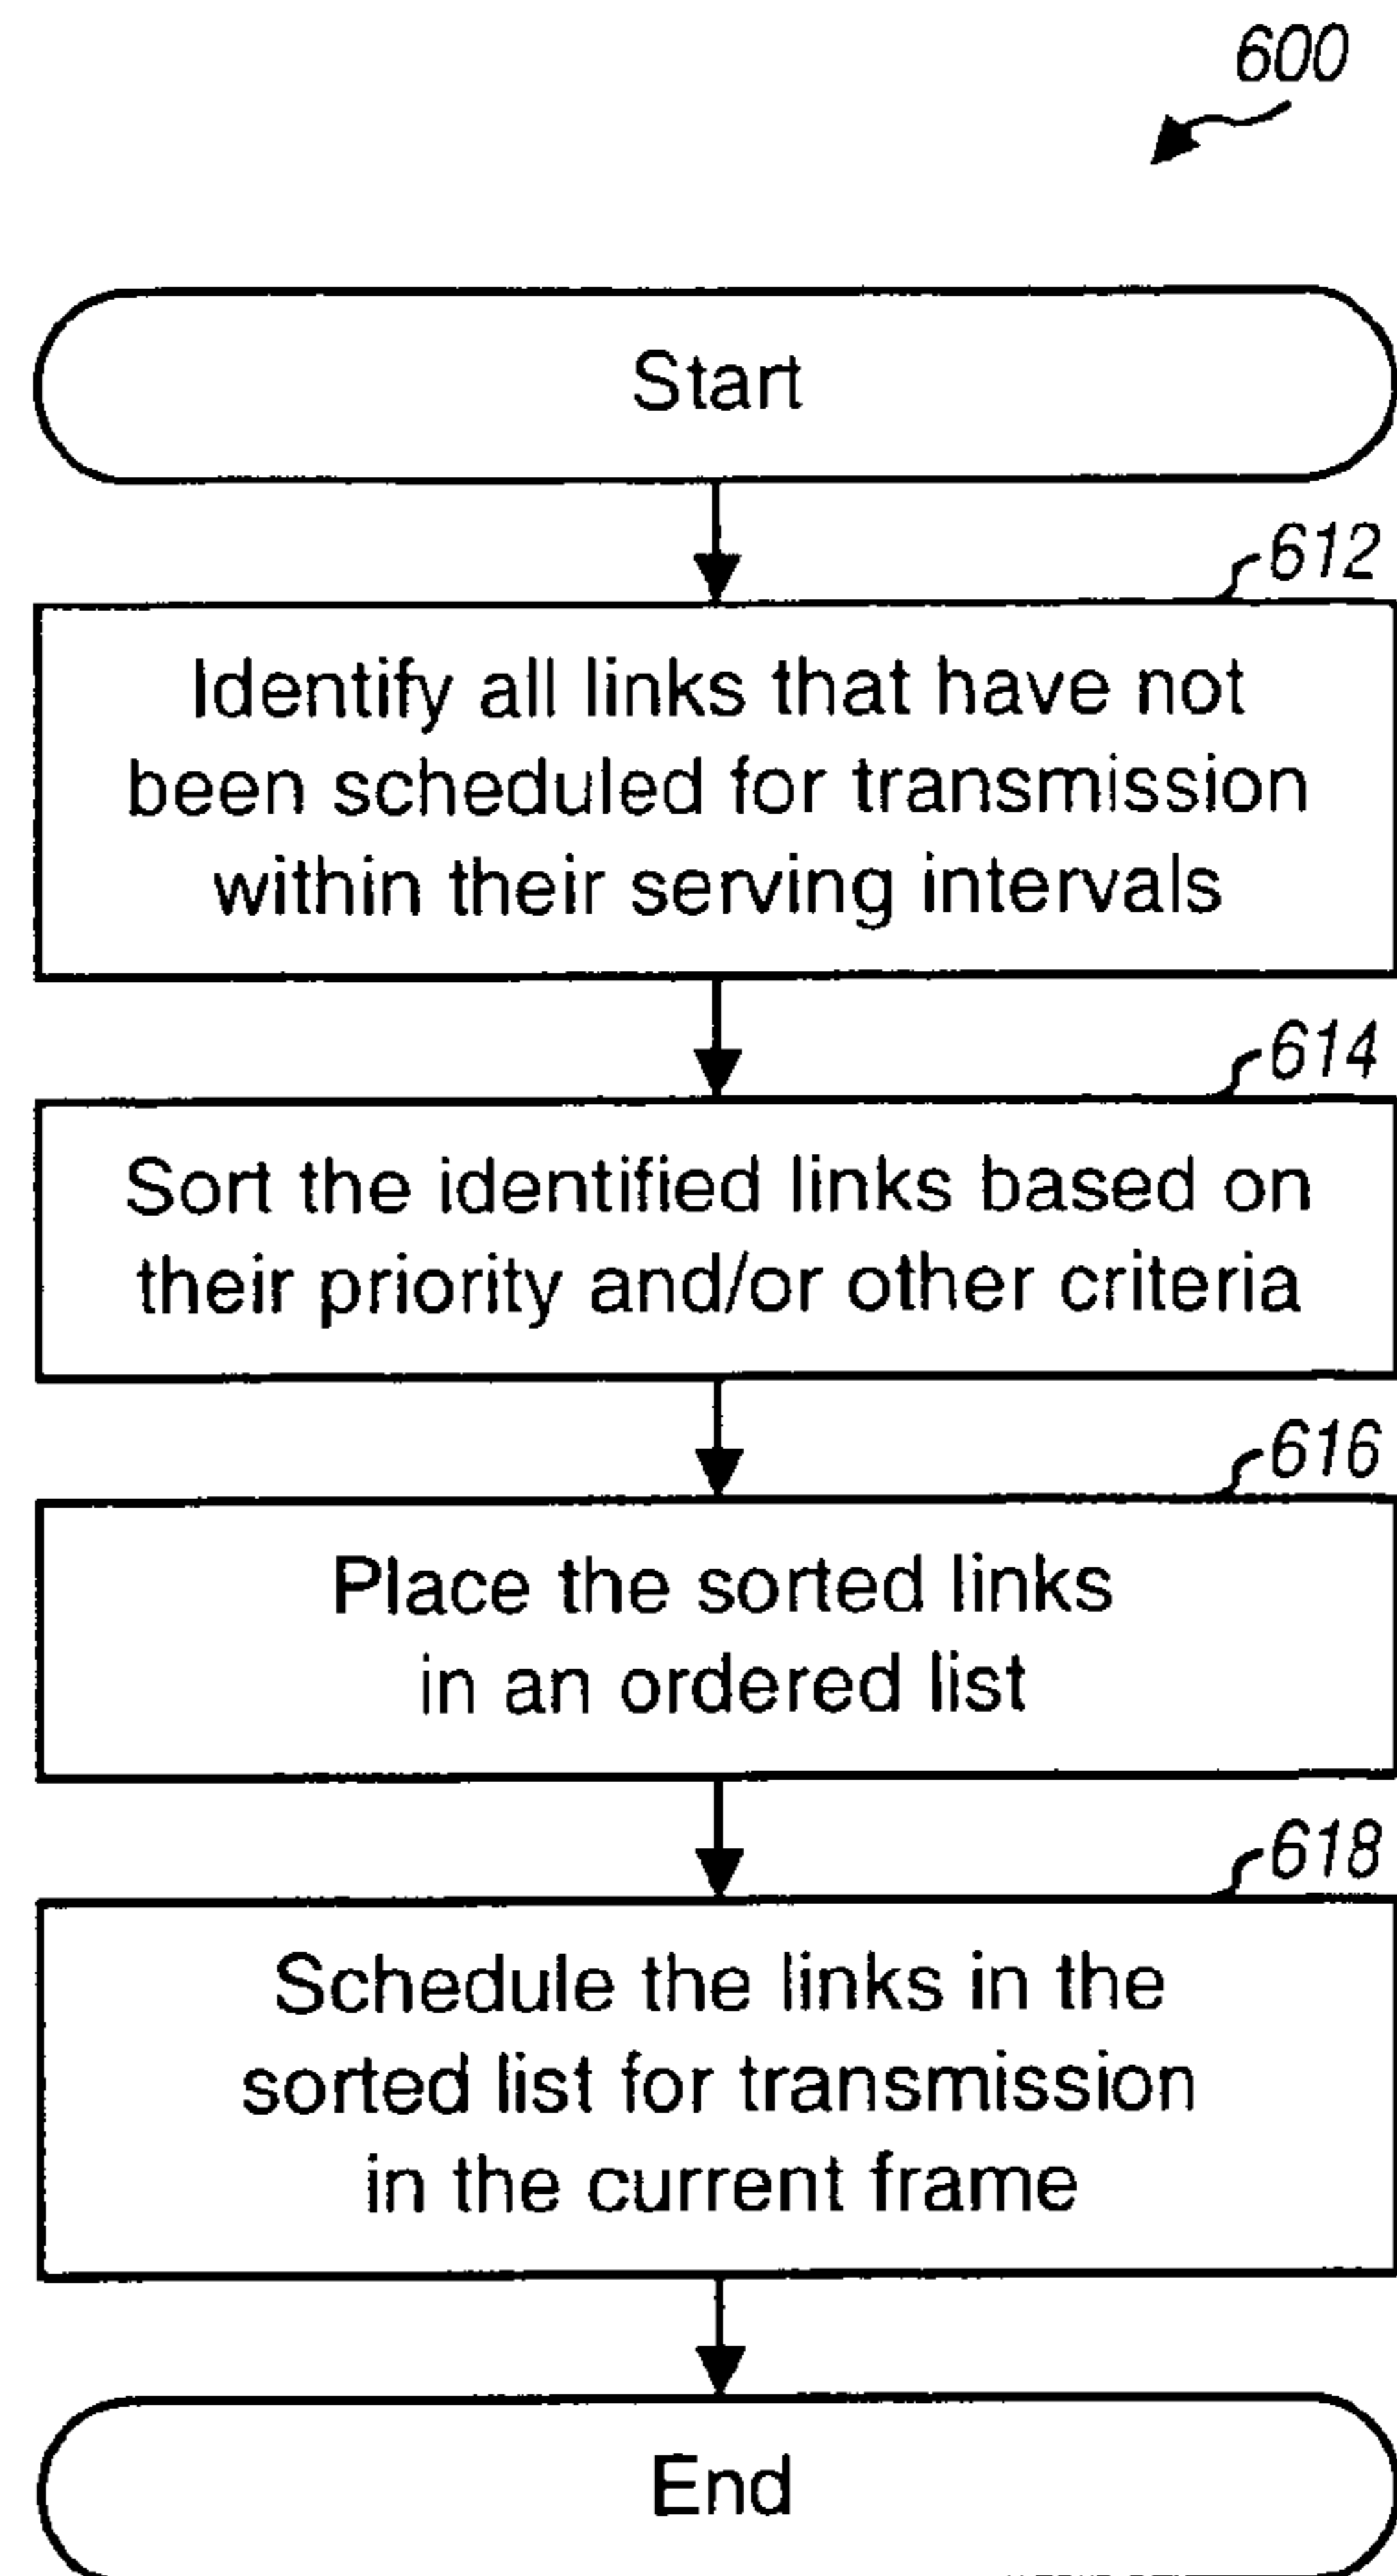 600
Start
612
Identify all links that have not
been scheduled for transmission
within their serving intervals
614
Sort the identified links based on
their priority and/or other criteria
616
Place the sorted links
in an ordered list
618
Schedule the links in the
sorted list for transmission
in the current frame
End